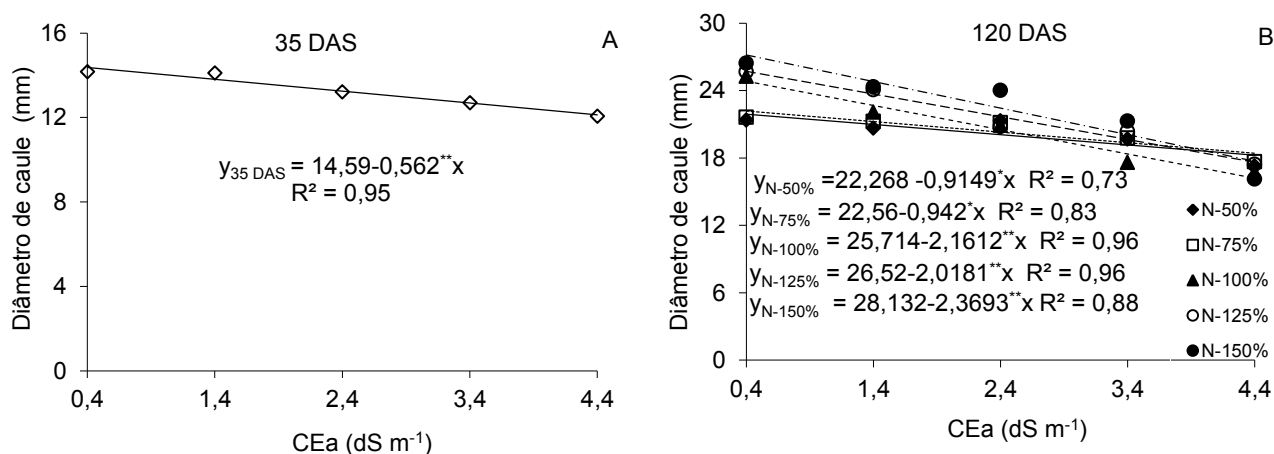 35 DAS
A
Diâmetro de caule (mm)
16
12
8
4
0
y35 DAS = 14,59-0,562**x
R² = 0,95
0,4 1,4 2,4 3,4 4,4
CEa (dS m-1)
120 DAS
B
Diâmetro de caule (mm)
30
24
18
12
6
0
yN-50% =22,268 -0,9149*x R² = 0,73
yN-75% = 22,56-0,942*x R² = 0,83
yN-100% = 25,714-2,1612**x R² = 0,96
yN-125% = 26,52-2,0181**x R² = 0,96
yN-150% = 28,132-2,3693**x R² = 0,88
N-50%
N-75%
N-100%
N-125%
N-150%
0,4 1,4 2,4 3,4 4,4
CEa (dS m-1)